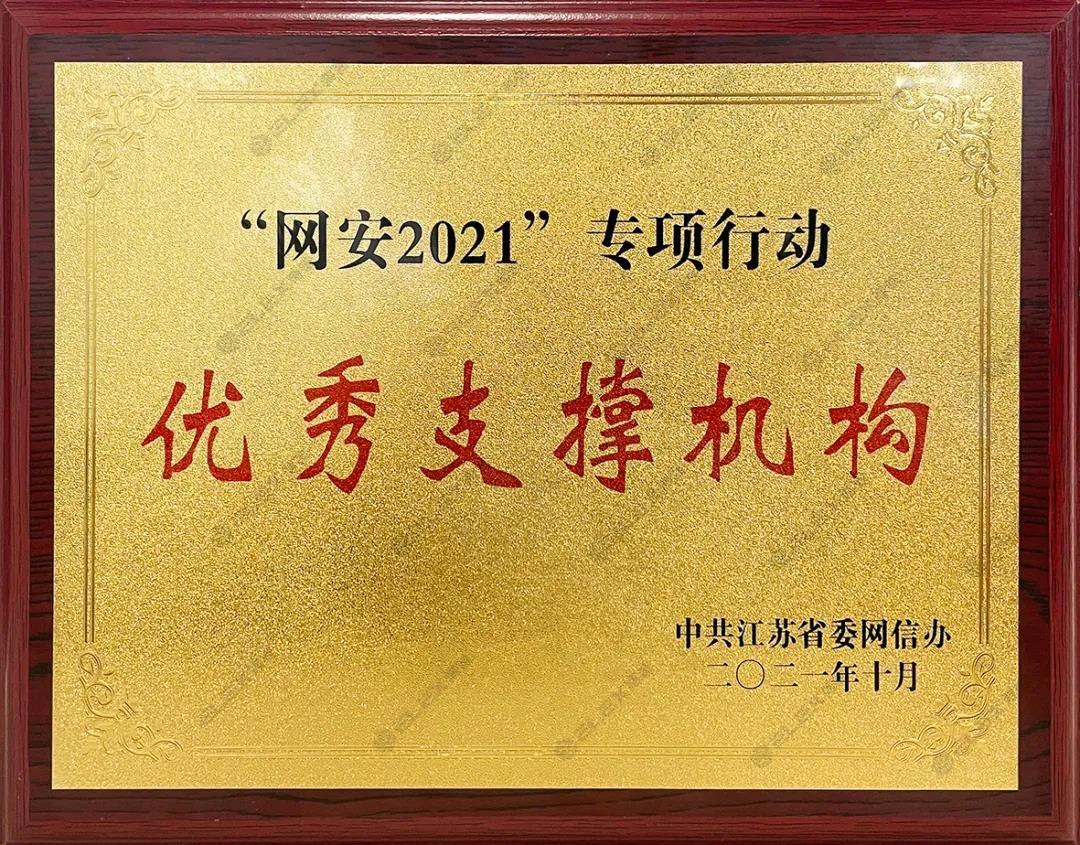 “网安2021”专项行动
优秀支撑机构
中共江苏省委网信办
二〇二一年十月